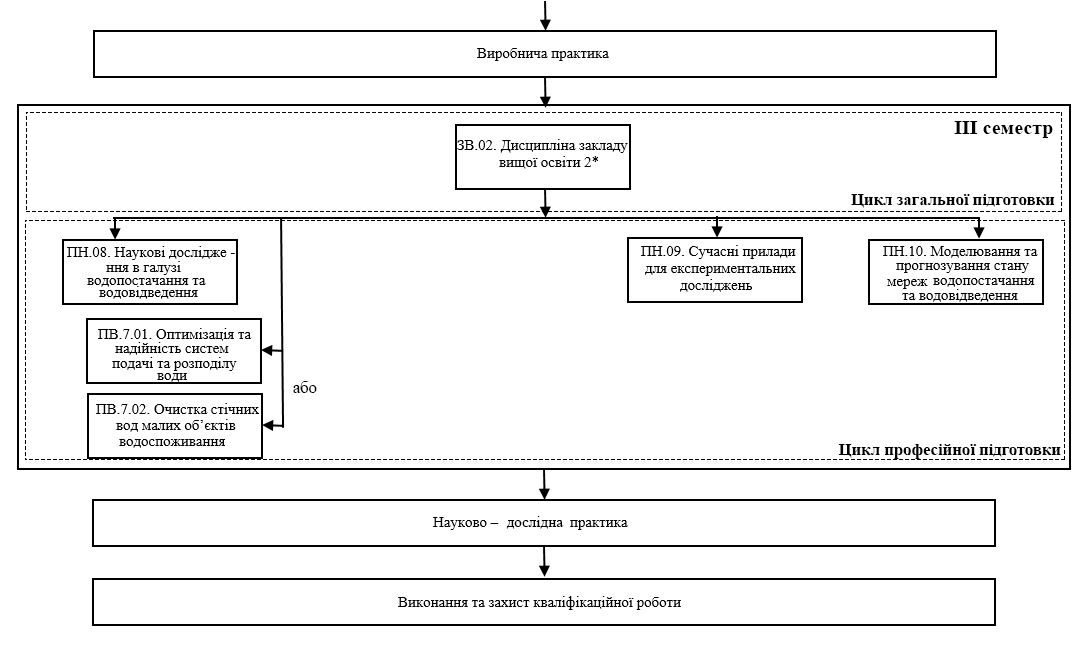 Виробнича практика
ІІІ семестр
ЗВ.02. Дисципліна закладу
вищої освіти 2*
Цикл загальної підготовки
ПН.08. Наукові дослідже -
ння в галузі
водопостачання та
водовідведення
ПН.09. Сучасні прилади
для експериментальних
досліджень
ПН.10. Моделювання та
прогнозування стану
мереж водопостачання
та водовідведення
ПВ.7.01. Оптимізація та
надійність систем
подачі та розподілу
води
або
ПВ.7.02. Очистка стічних
вод малих об’єктів
водоспоживання
Цикл професійної підготовки
Науково – дослідна практика
Виконання та захист кваліфікаційної роботи